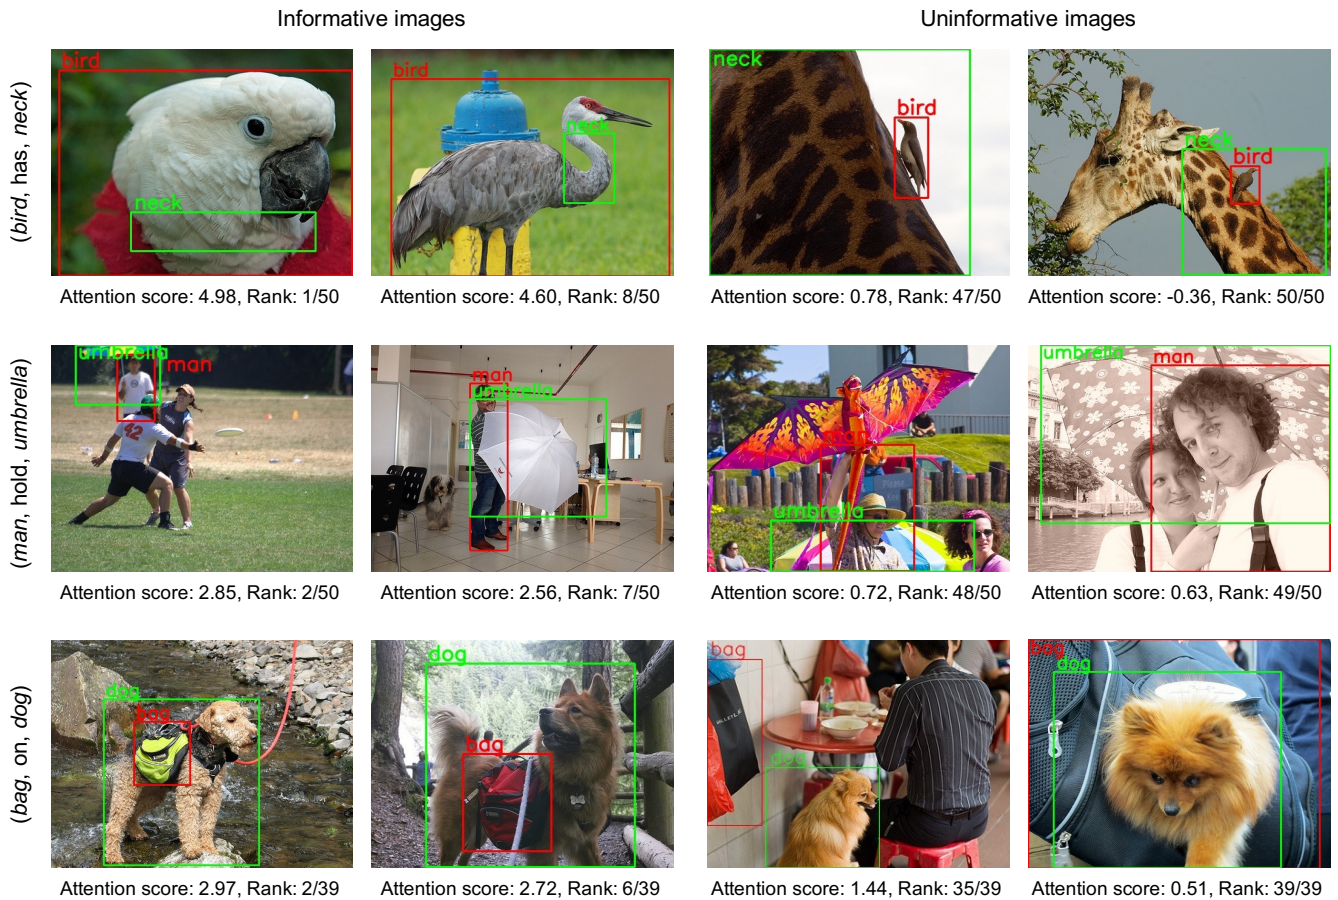 Informative images
Uninformative images
(bird, has, neck)
bird
neck
bird
neck
neck
bird
neck
bird
Attention score: 4.98, Rank: 1/50
Attention score: 4.60, Rank: 8/50
Attention score: 0.78, Rank: 47/50
Attention score: -0.36, Rank: 50/50
(man, hold, umbrella)
umbrella
man
42
man
umbrella
man
umbrella
umbrella
man
Attention score: 2.85, Rank: 2/50
Attention score: 2.56, Rank: 7/50
Attention score: 0.72, Rank: 48/50
Attention score: 0.63, Rank: 49/50
(bag, on, dog)
dog
bag
dog
bag
bag
dog
bag
dog
Attention score: 2.97, Rank: 2/39
Attention score: 2.72, Rank: 6/39
Attention score: 1.44, Rank: 35/39
Attention score: 0.51, Rank: 39/39